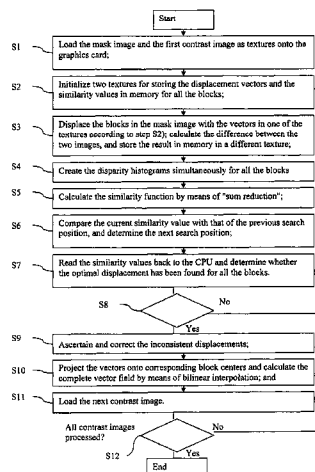 Start
S1
Load the mask image and the first contrast image as textures onto the
graphics card;
S2
Initialize two textures for storing the displacement vectors and the
similarity values in memory for all the blocks;
S3
Displace the blocks in the mask image with the vectors in one of the
textures according to step S2); calculate the difference between the
two images, and store the result in memory in a different texture;
S4
Create the disparity histograms simultaneously for all the blocks
S5
Calculate the similarity function by means of "sum reduction";
S6
Compare the current similarity value with that of the previous search
position, and determine the next search position;
S7
Read the similarity values back to the CPU and determine whether
the optimal displacement has been found for all the blocks.
S8
No
Yes
S9
Ascertain and correct the inconsistent displacements;
S10
Project the vectors onto corresponding block centers and calculate the
complete vector field by means of bilinear interpolation; and
S11
Load the next contrast image.
All contrast images
processed?
No
S12
Yes
End